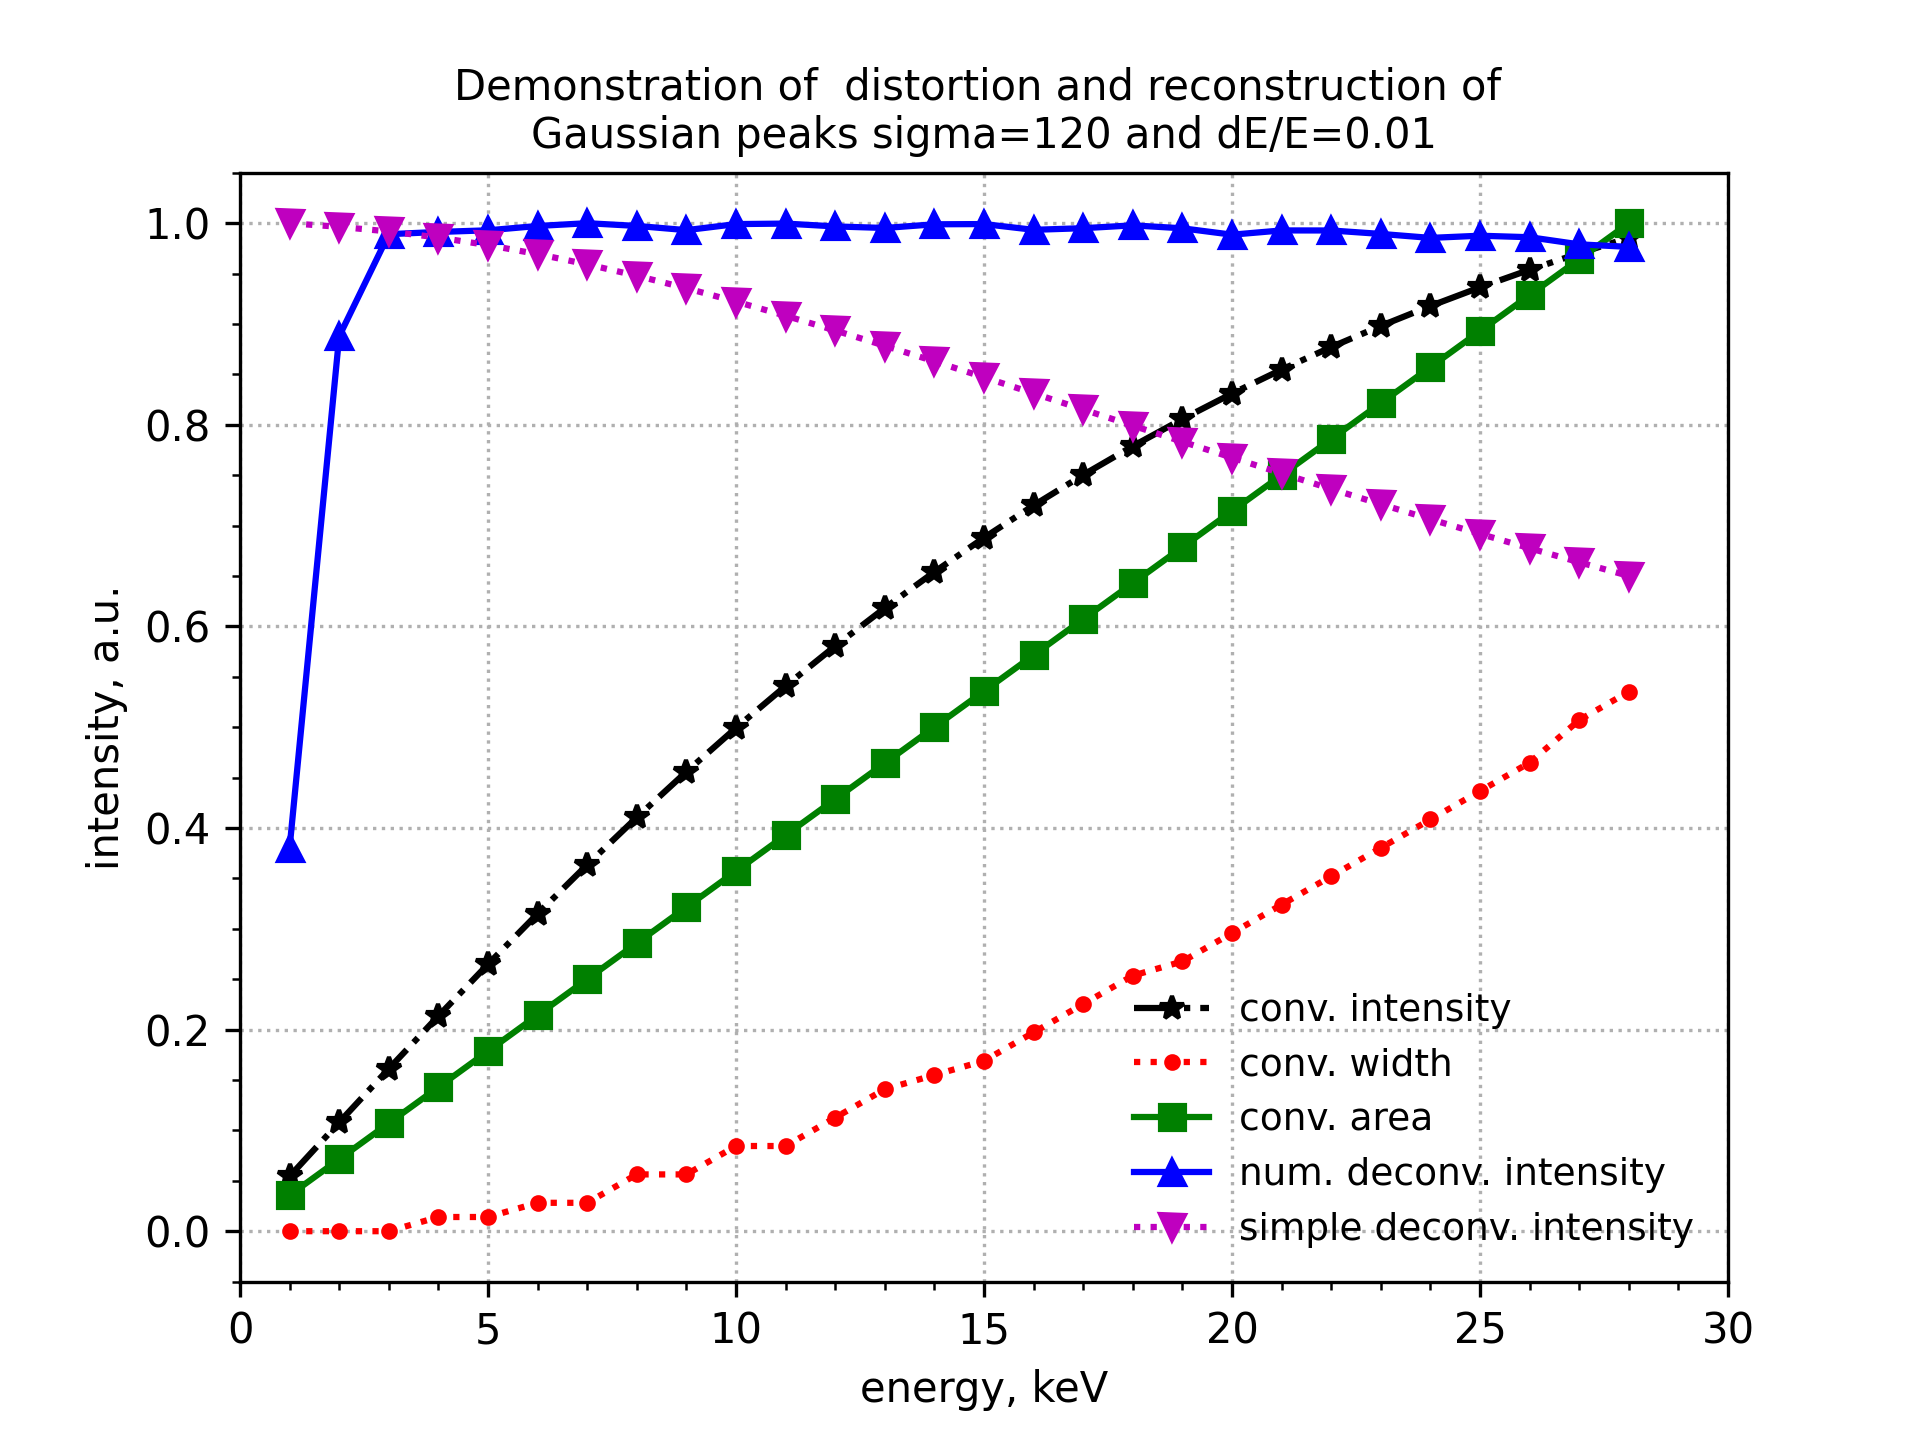 Demonstration of  distortion and reconstruction of
Gaussian peaks sigma=120 and dE/E=0.01
intensity, a.u.
1.0
0.8
0.6
0.4
0.2
0.0
conv. intensity
conv. width
conv. area
num. deconv. intensity
simple deconv. intensity
0 5 10 15 20 25 30
energy, keV